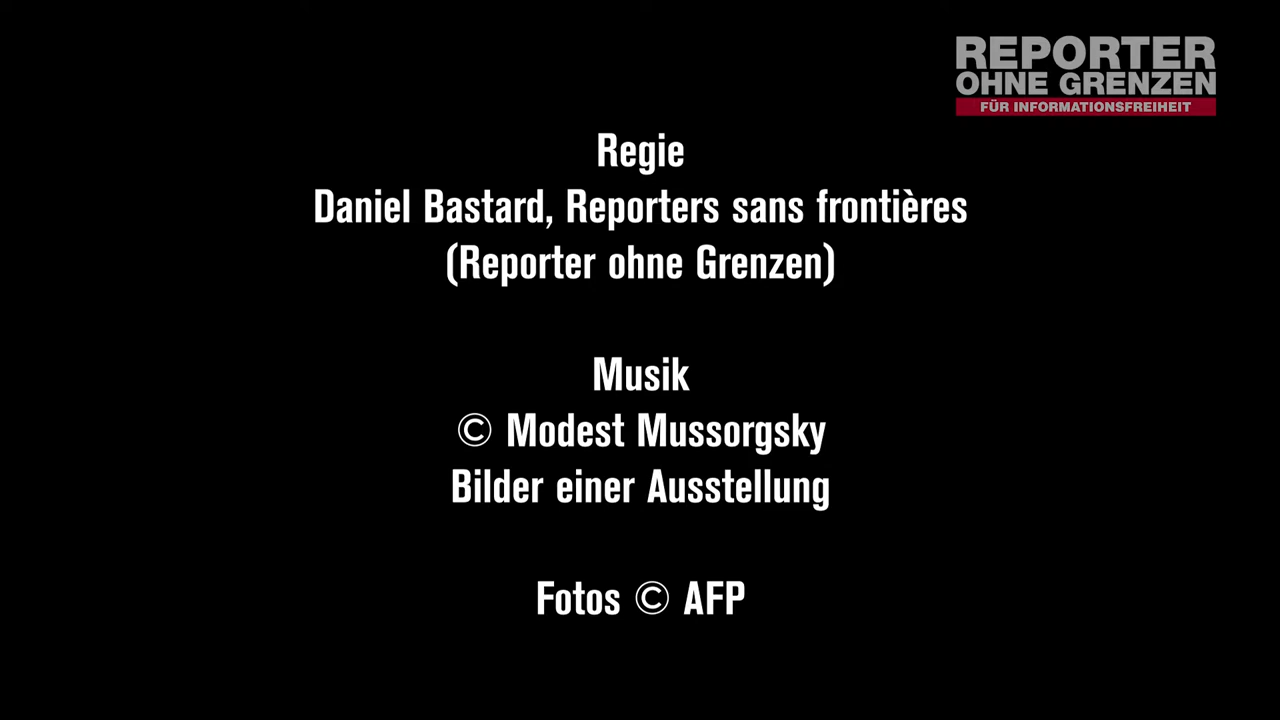 REPORTER
OHNE GRENZEN
FÜR INFORMATIONSFREIHEIT
Regie
Daniel Bastard, Reporters sans frontières
(Reporter ohne Grenzen)
Musik
© Modest Mussorgsky
Bilder einer Ausstellung
Fotos © AFP